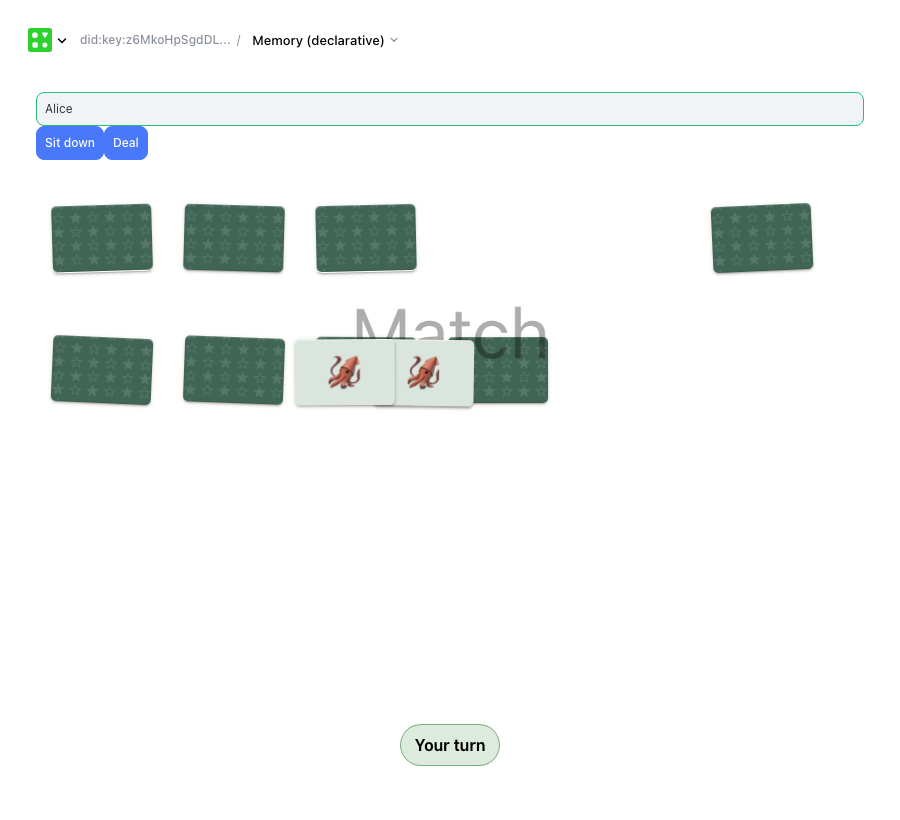 did:key:z6MkoHpSgdDL... / Memory (declarative)
Alice
Sit down Deal
Match
Your turn